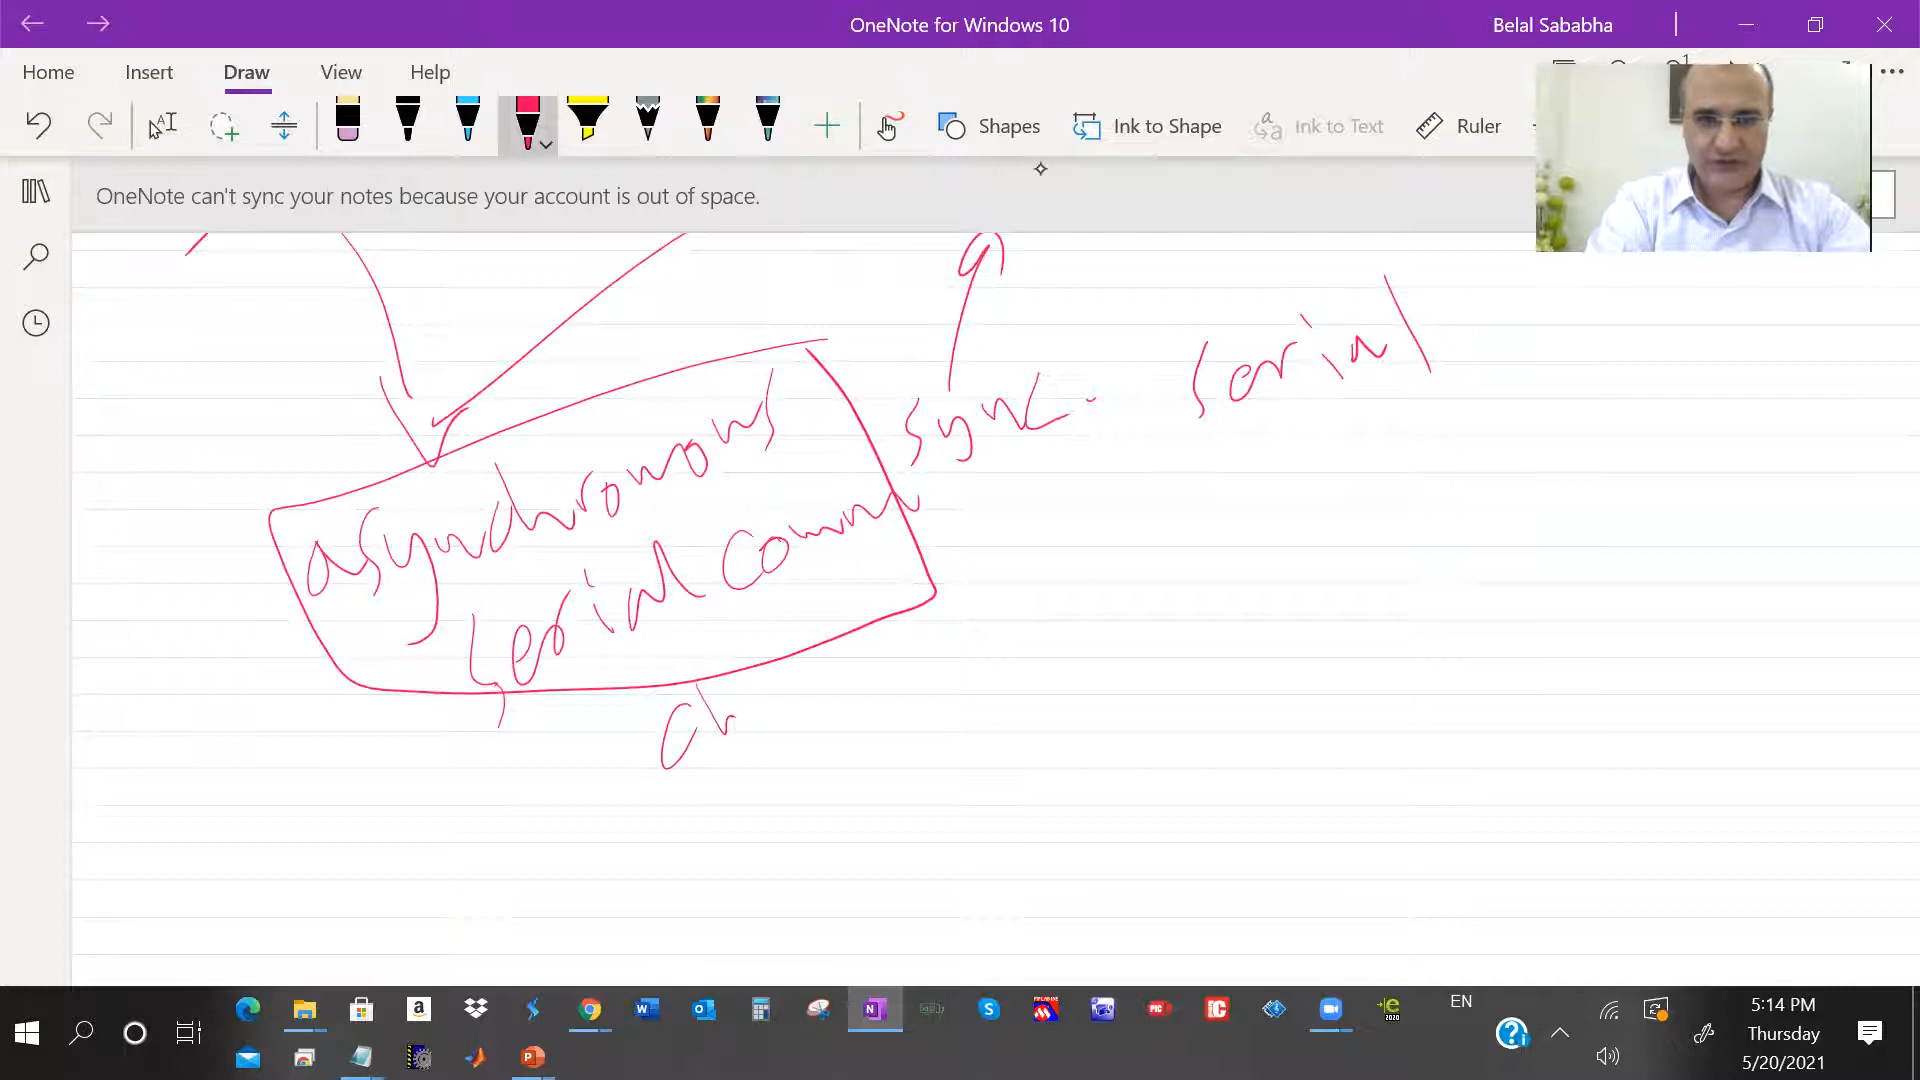 OneNote for Windows 10
Belal Sababha
Home Insert Draw View Help
Shapes Ink to Shape Ink to Text Ruler
OneNote can't sync your notes because your account is out of space.
sync. serial
asynchronous
serial comm
ch
EN
5:14 PM
Thursday
5/20/2021